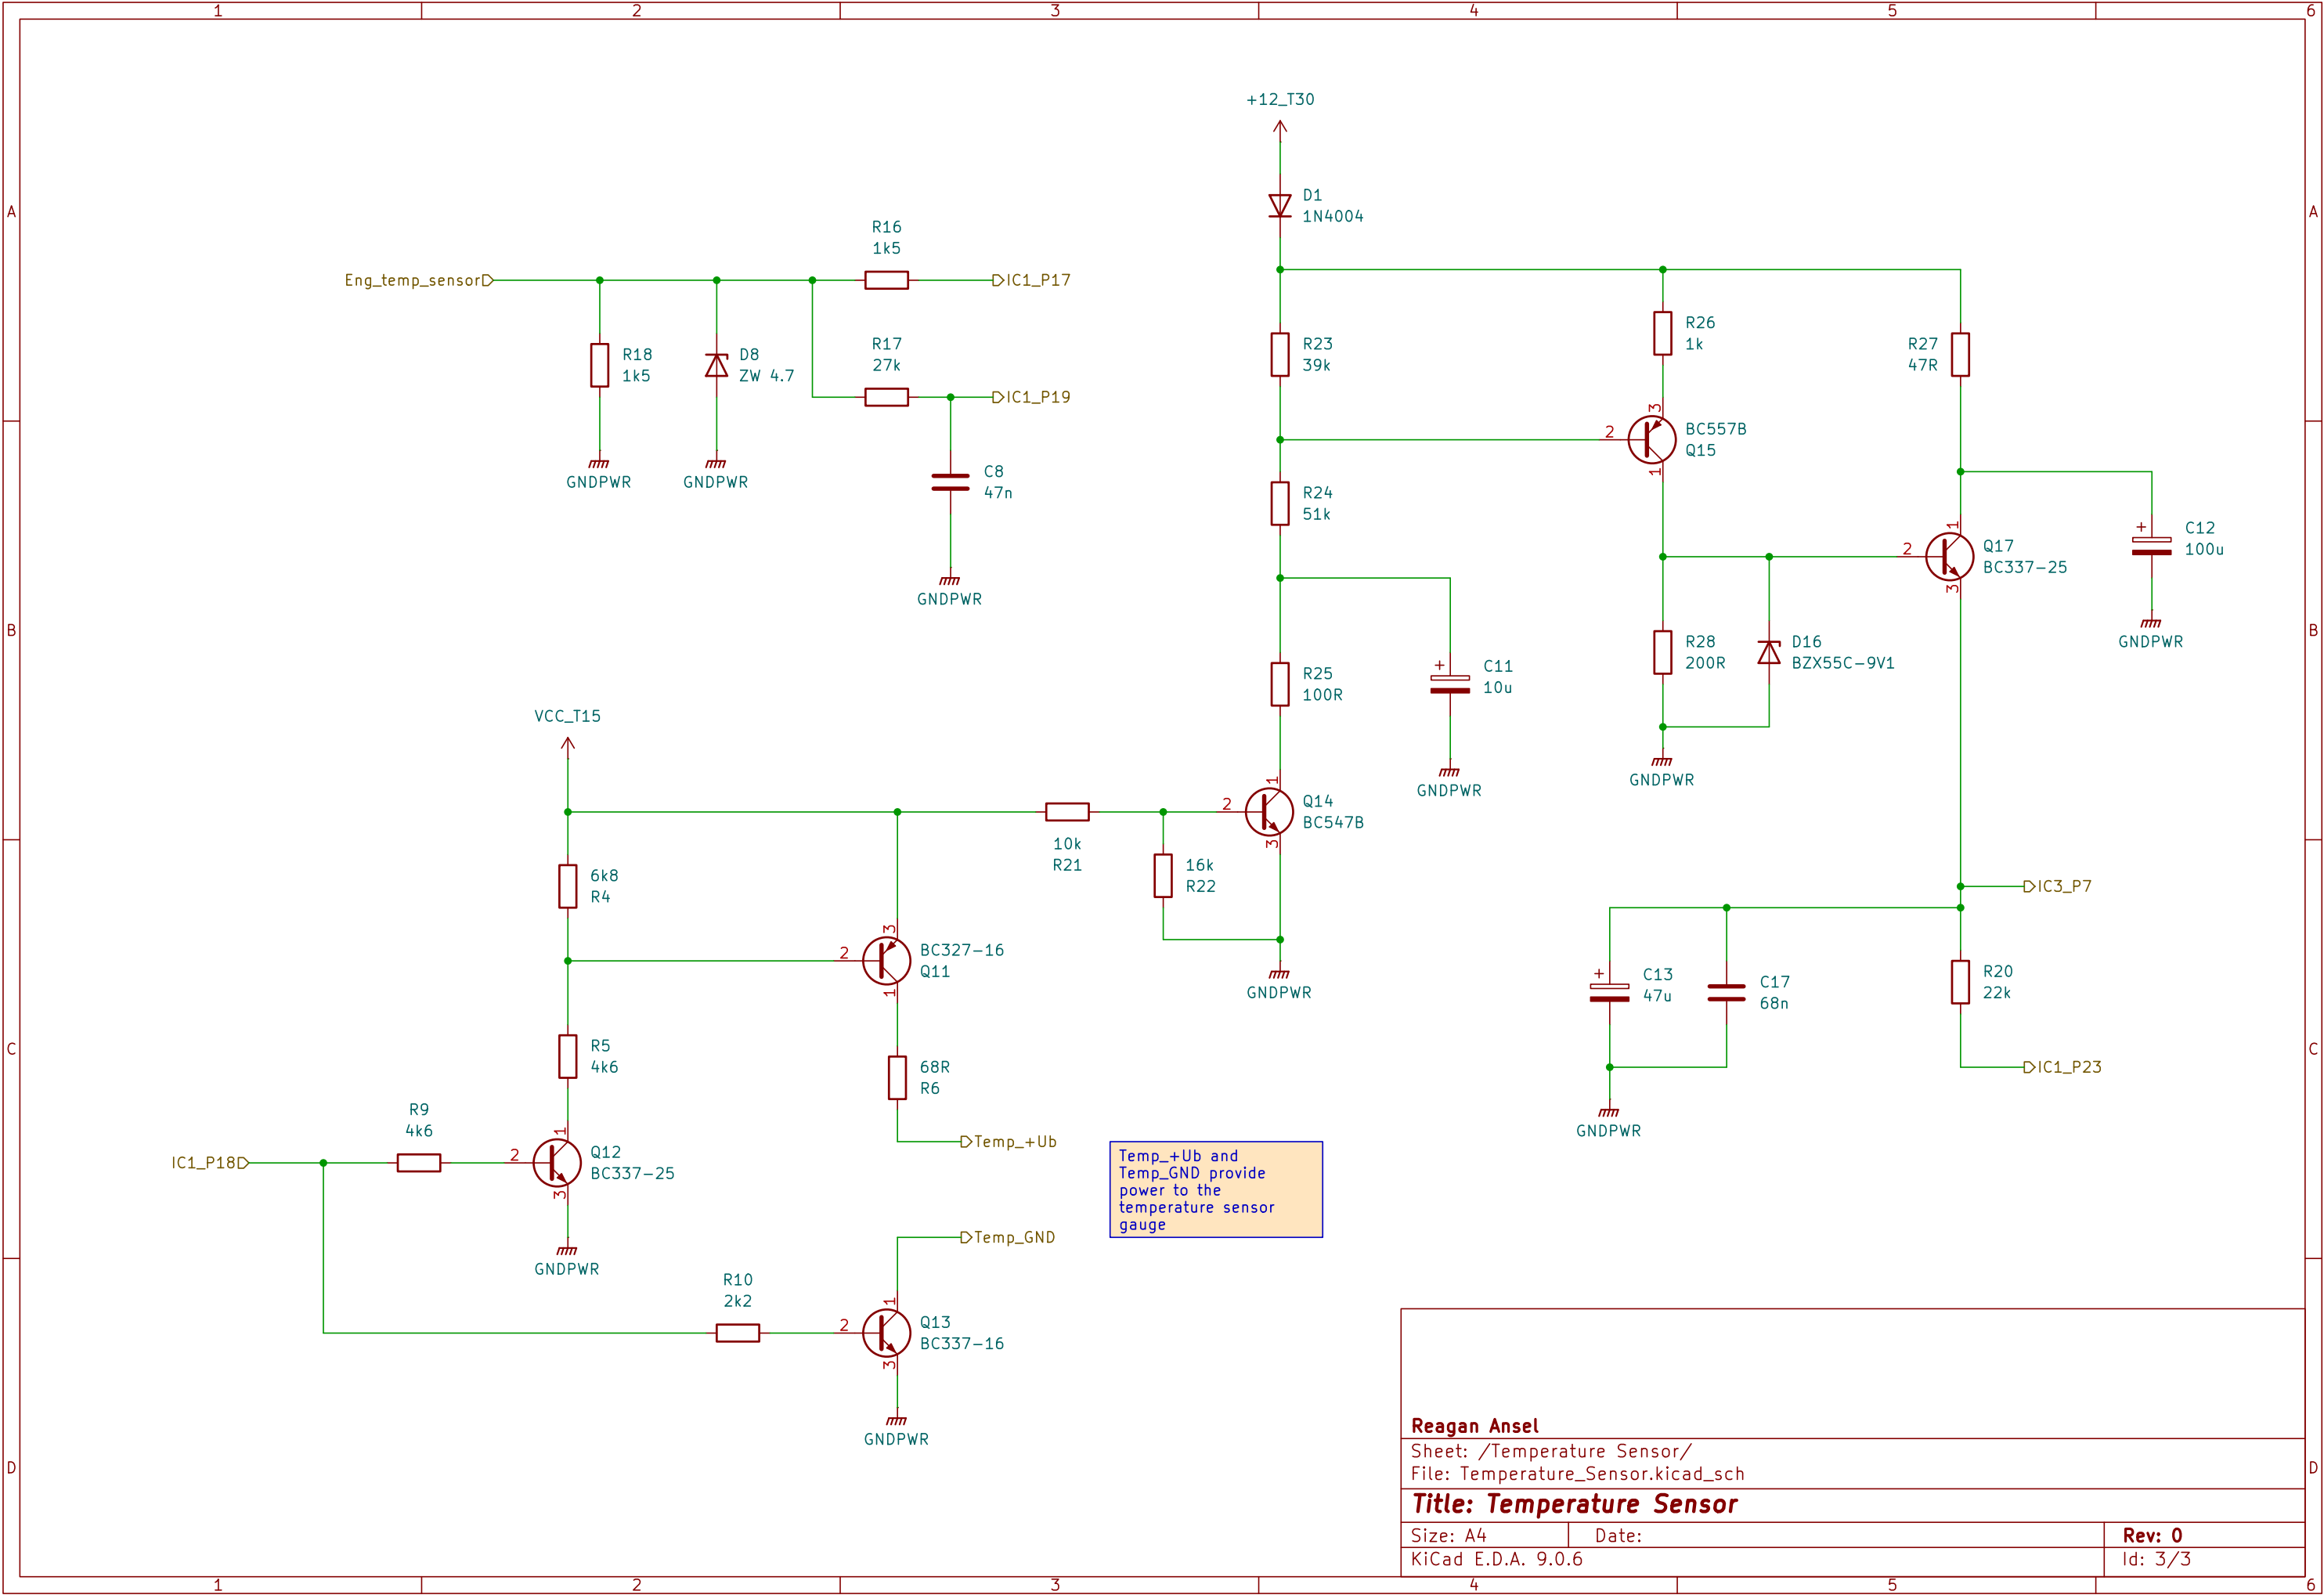 1 2 3 4 5 6
A
A
B
B
C
C
D
D
+12_T30
D1
1N4004
R16
1k5
Eng_temp_sensor
IC1_P17
R18
1k5
D8
ZW 4.7
R17
27k
IC1_P19
GNDPWR
GNDPWR
C8
47n
GNDPWR
R23
39k
R26
1k
R27
47R
3
2
1
BC557B
Q15
R24
51k
1
2
3
Q17
BC337-25
C12
100u
+
GNDPWR
R25
100R
+
C11
10u
GNDPWR
R28
200R
D16
BZX55C-9V1
GNDPWR
VCC_T15
10k
R21
1
2
3
Q14
BC547B
16k
R22
GNDPWR
6k8
R4
3
2
1
BC327-16
Q11
R5
4k6
68R
R6
Temp_+Ub
IC3_P7
+
C13
47u
C17
68n
R20
22k
IC1_P23
GNDPWR
R9
4k6
IC1_P18
1
2
3
Q12
BC337-25
GNDPWR
Temp_+Ub and
Temp_GND provide
power to the
temperature sensor
gauge
Temp_GND
R10
2k2
1
2
3
Q13
BC337-16
GNDPWR
Reagan Ansel
Sheet: /Temperature Sensor/
File: Temperature_Sensor.kicad_sch
Title: Temperature Sensor
Size: A4 Date: Rev: 0
KiCad E.D.A. 9.0.6 Id: 3/3
1 2 3 4 5 6